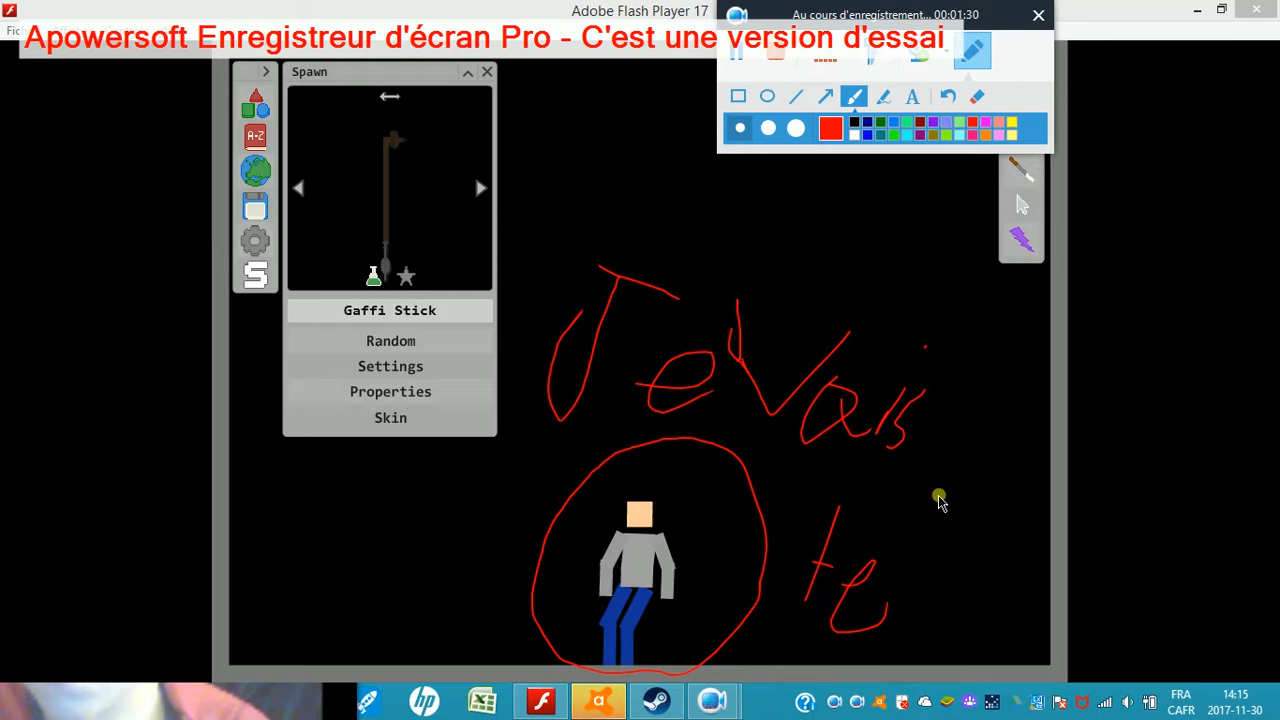 Adobe Flash Player 17
Au cours d'enregistrement... 00:01:30
Apowersoft Enregistreur d'écran Pro - C'est une version d'essai
Spawn
A-Z
Gaffi Stick
Random
Settings
Properties
Skin
A
Je Vais
te
hp
FRA
CAFR
14:15
2017-11-30